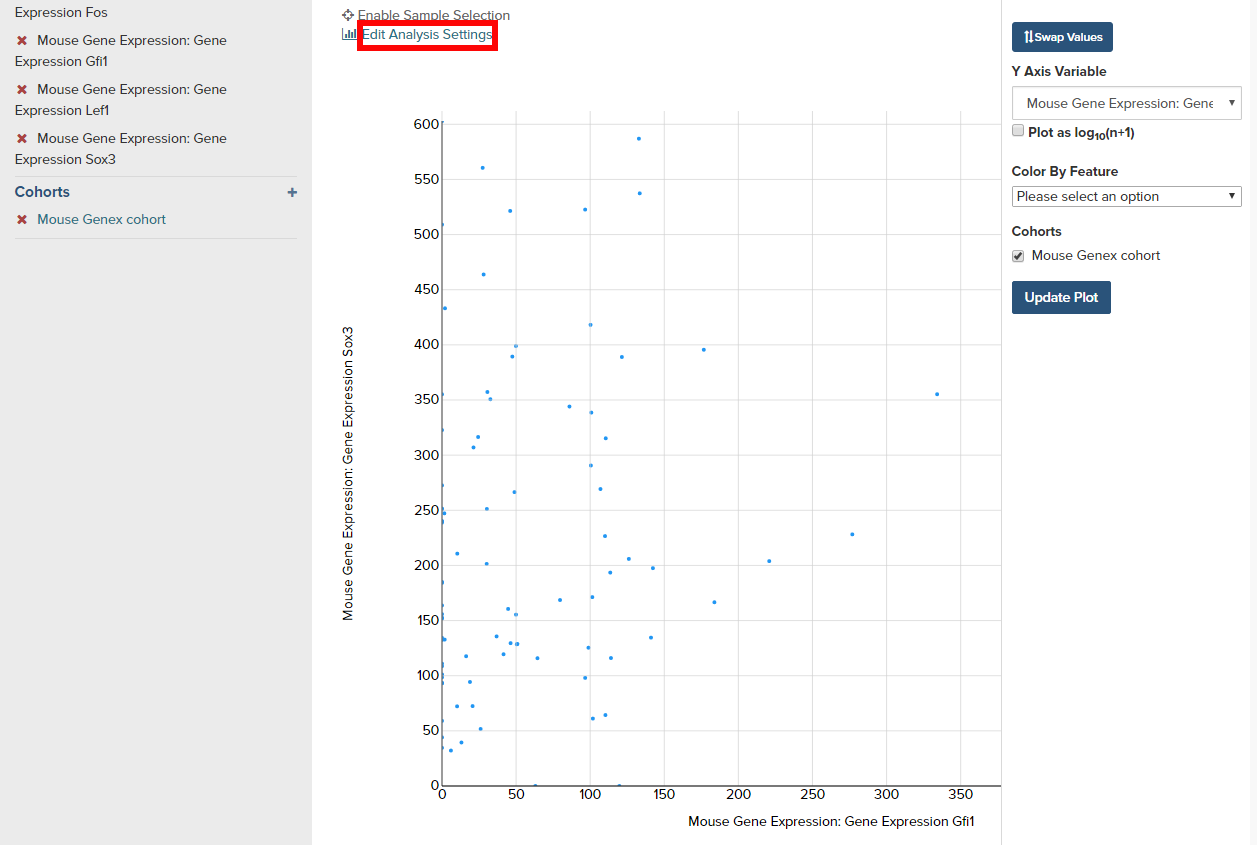 Expression Fos
✖ Mouse Gene Expression: Gene
Expression Gfi1
✖ Mouse Gene Expression: Gene
Expression Lef1
✖ Mouse Gene Expression: Gene
Expression Sox3
Cohorts +
✖ Mouse Genex cohort
Enable Sample Selection
Edit Analysis Settings
Mouse Gene Expression: Gene Expression Sox3
600
550
500
450
400
350
300
250
200
150
100
50
0
0 50 100 150 200 250 300 350
Mouse Gene Expression: Gene Expression Gfi1
Swap Values
Y Axis Variable
Mouse Gene Expression: Gene
Plot as log10(n+1)
Color By Feature
Please select an option
Cohorts
Mouse Genex cohort
Update Plot